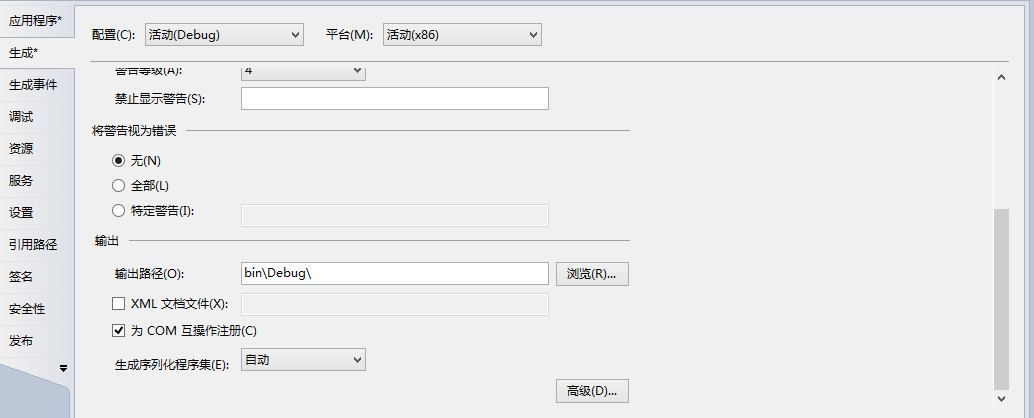 应用程序*
生成*
生成事件
调试
资源
服务
设置
引用路径
签名
安全性
发布
配置(C): 活动(Debug) 平台(M): 活动(x86)
警告等级(A): 4
禁止显示警告(S):
将警告视为错误
无(N)
全部(L)
特定警告(I):
输出
输出路径(O): bin\Debug\ 浏览(R)...
XML 文档文件(X):
为 COM 互操作注册(C)
生成序列化程序集(E): 自动
高级(D)...